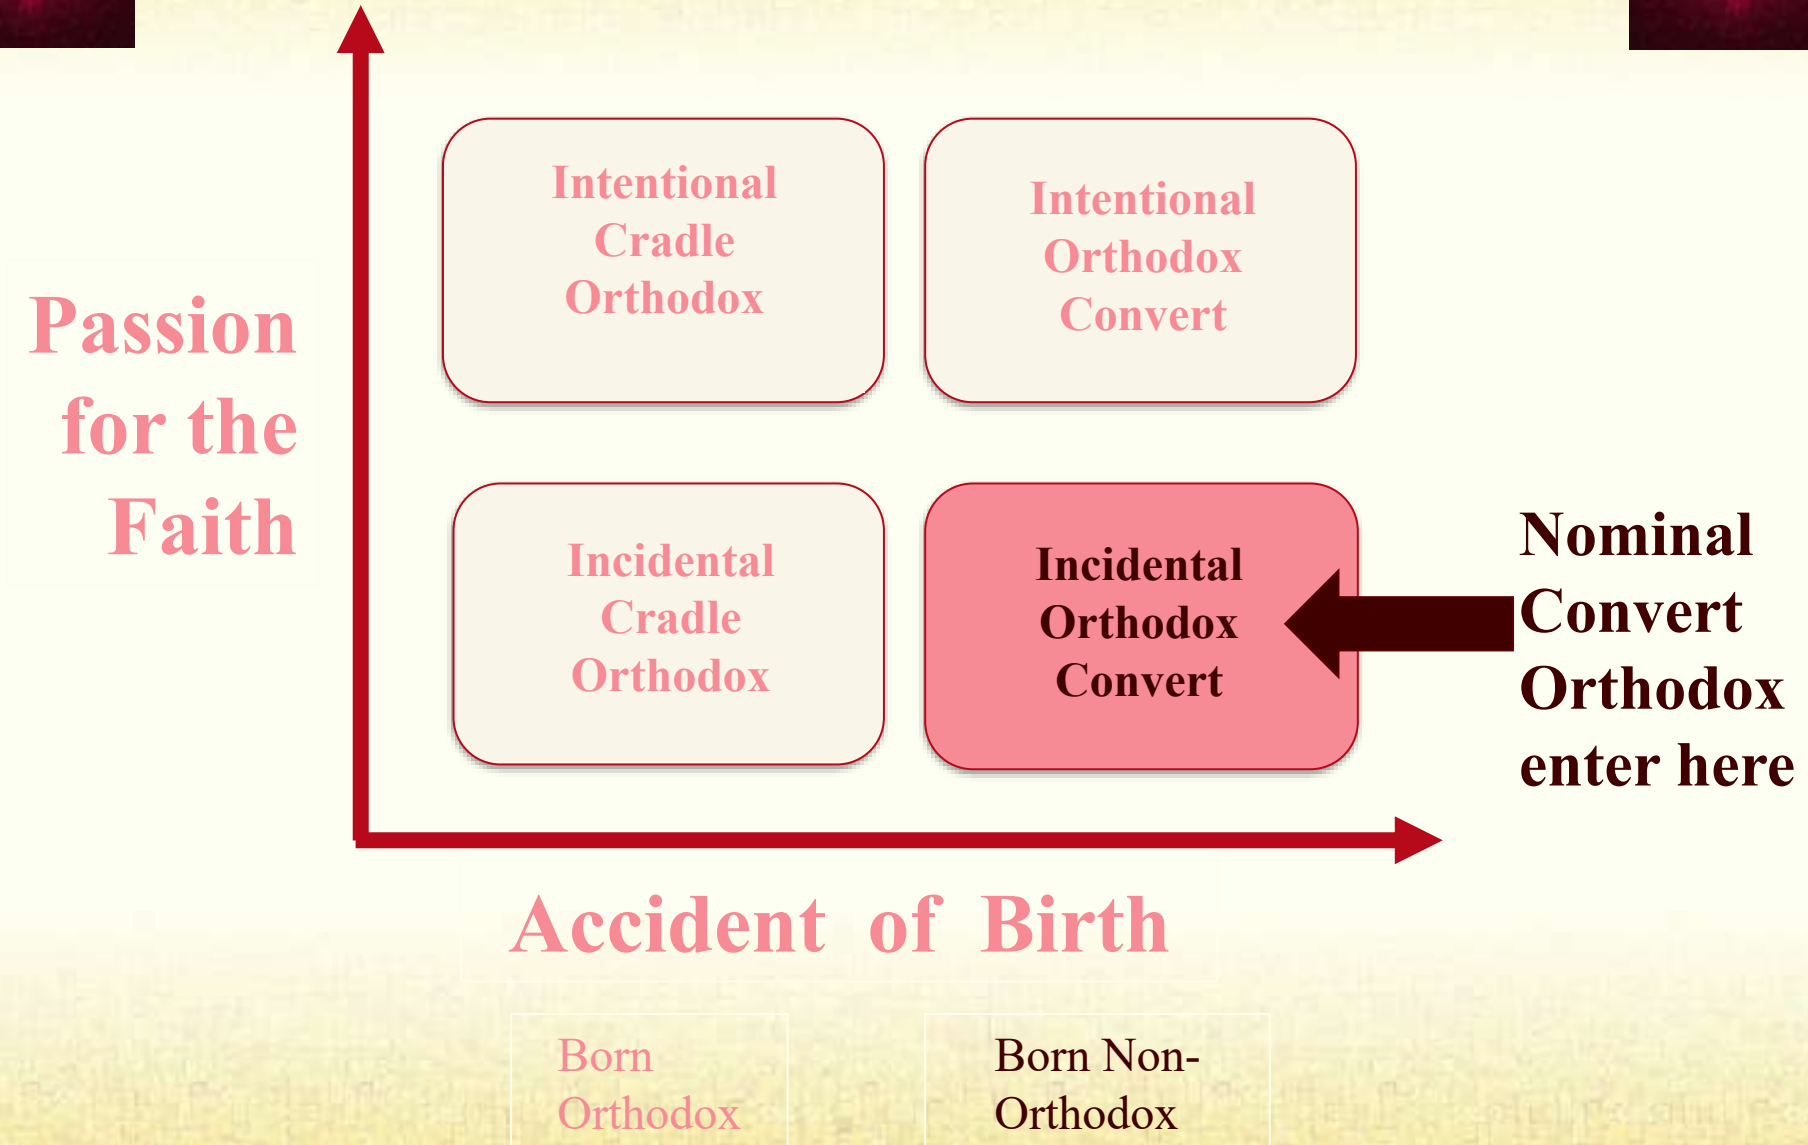 Intentional
Cradle
Orthodox
Intentional
Orthodox
Convert
Passion
for the
Faith
Incidental
Cradle
Orthodox
Incidental
Orthodox
Convert
Nominal
Convert
Orthodox
enter here
Accident of Birth
Born
Orthodox
Born Non-
Orthodox